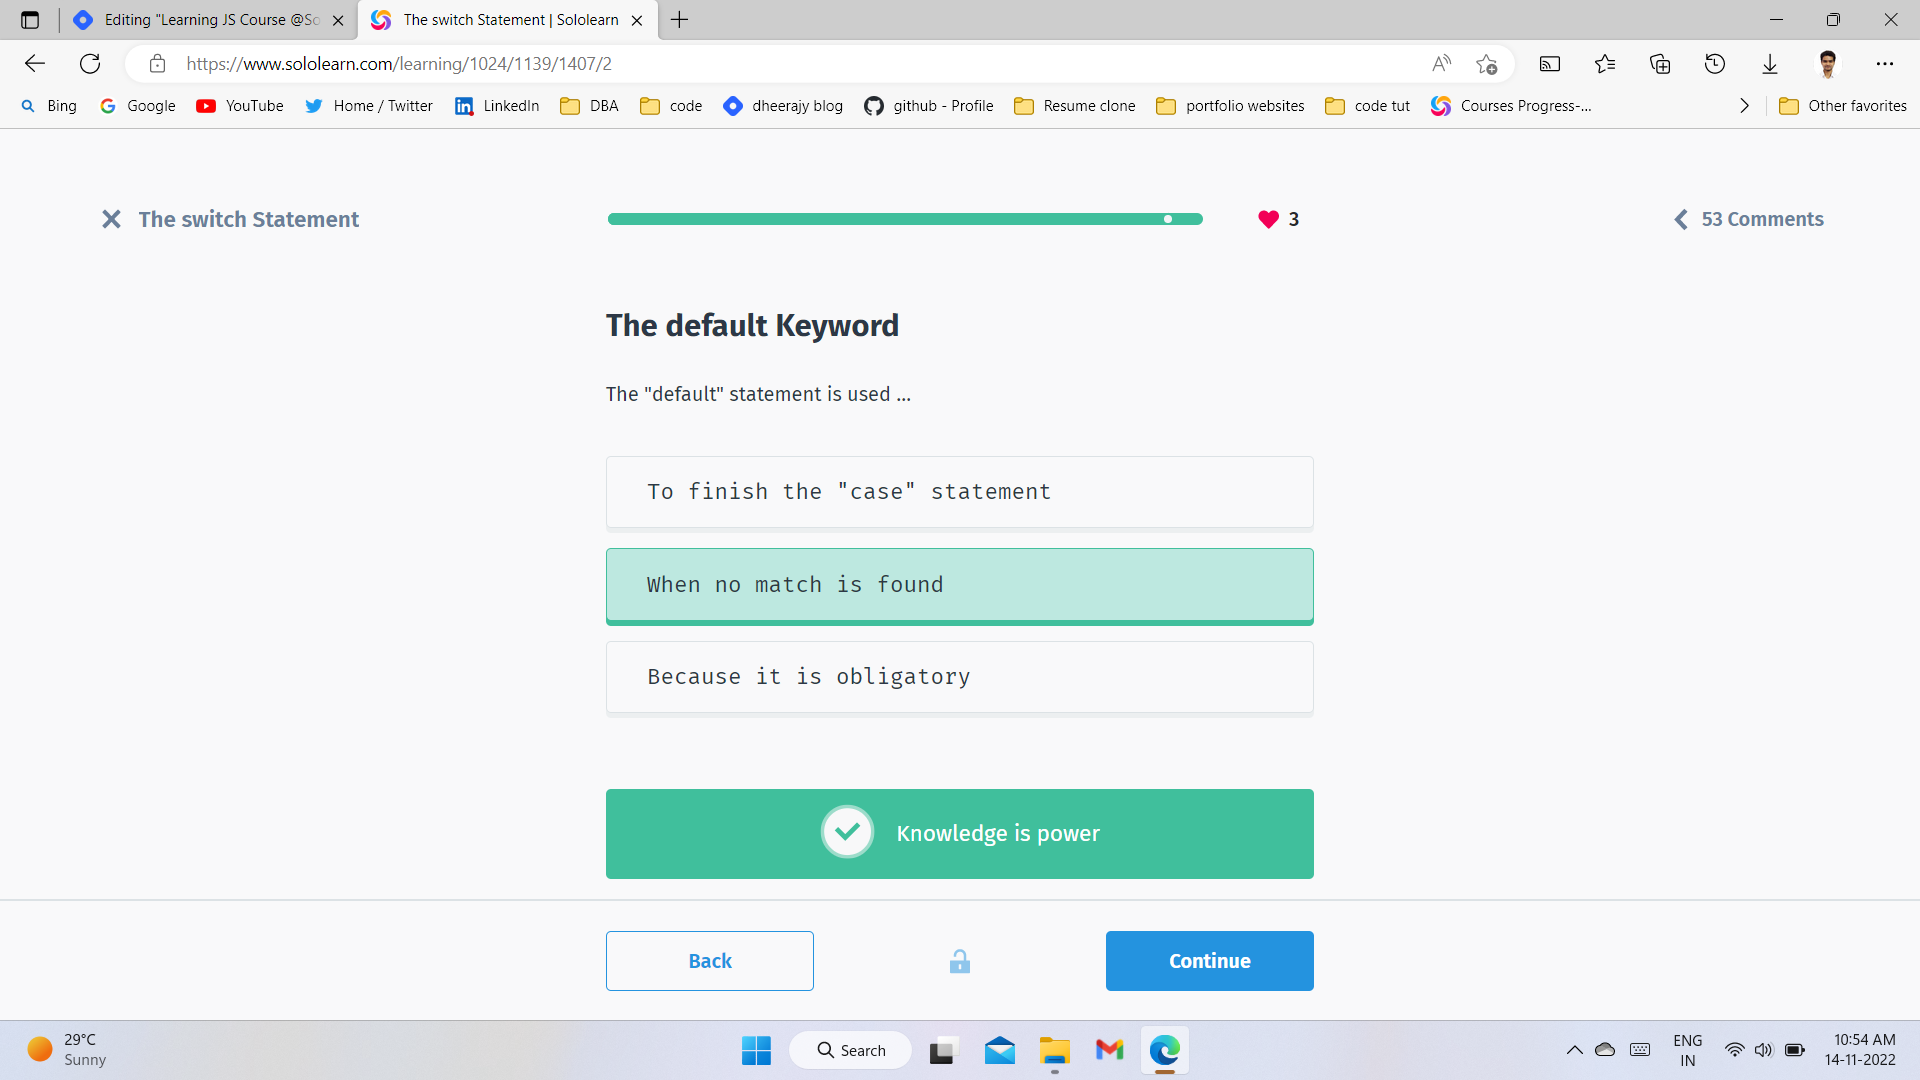 Editing "Learning JS Course @So
The switch Statement | Sololearn
https://www.sololearn.com/learning/1024/1139/1407/2
Bing
Google
YouTube
Home / Twitter
LinkedIn
DBA
code
dheerajy blog
github - Profile
Resume clone
portfolio websites
code tut
Courses Progress-...
Other favorites
The switch Statement
3
53 Comments
The default Keyword
The "default" statement is used ...
To finish the "case" statement
When no match is found
Because it is obligatory
Knowledge is power
Back
Continue
29°C
Sunny
Search
ENG
IN
10:54 AM
14-11-2022